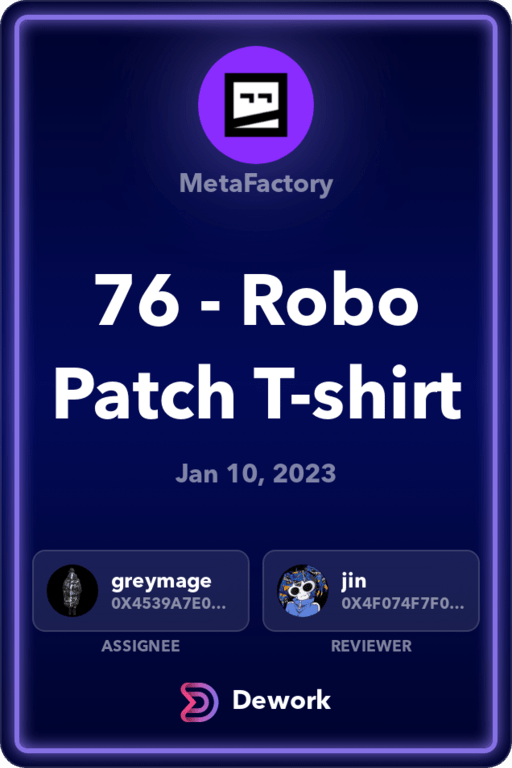 MetaFactory
76 - Robo
Patch T-shirt
Jan 10, 2023
greymage
0X4539A7E0...
ASSIGNEE
jin
0X4F074F7F0...
REVIEWER
Dework